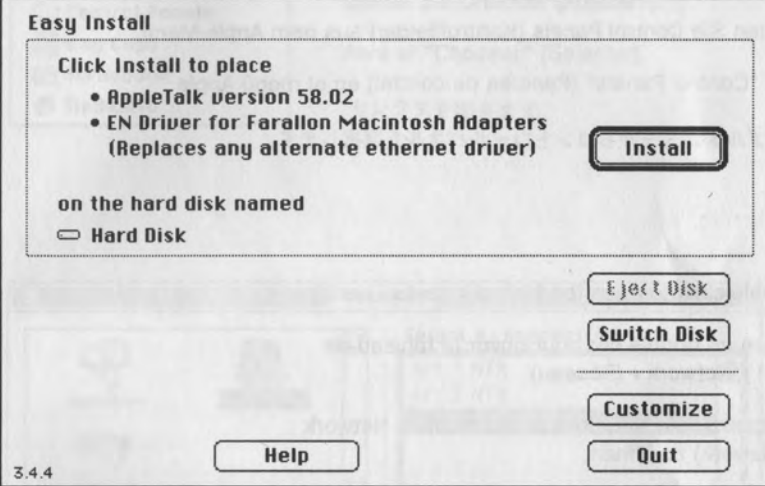 Easy Install
Click Install to place
• AppleTalk version 58.02
• EN Driver for Farallon Macintosh Adapters
(Replaces any alternate ethernet driver)
Install
on the hard disk named
Hard Disk
Eject Disk
Switch Disk
Customize
Help
Quit
3.4.4